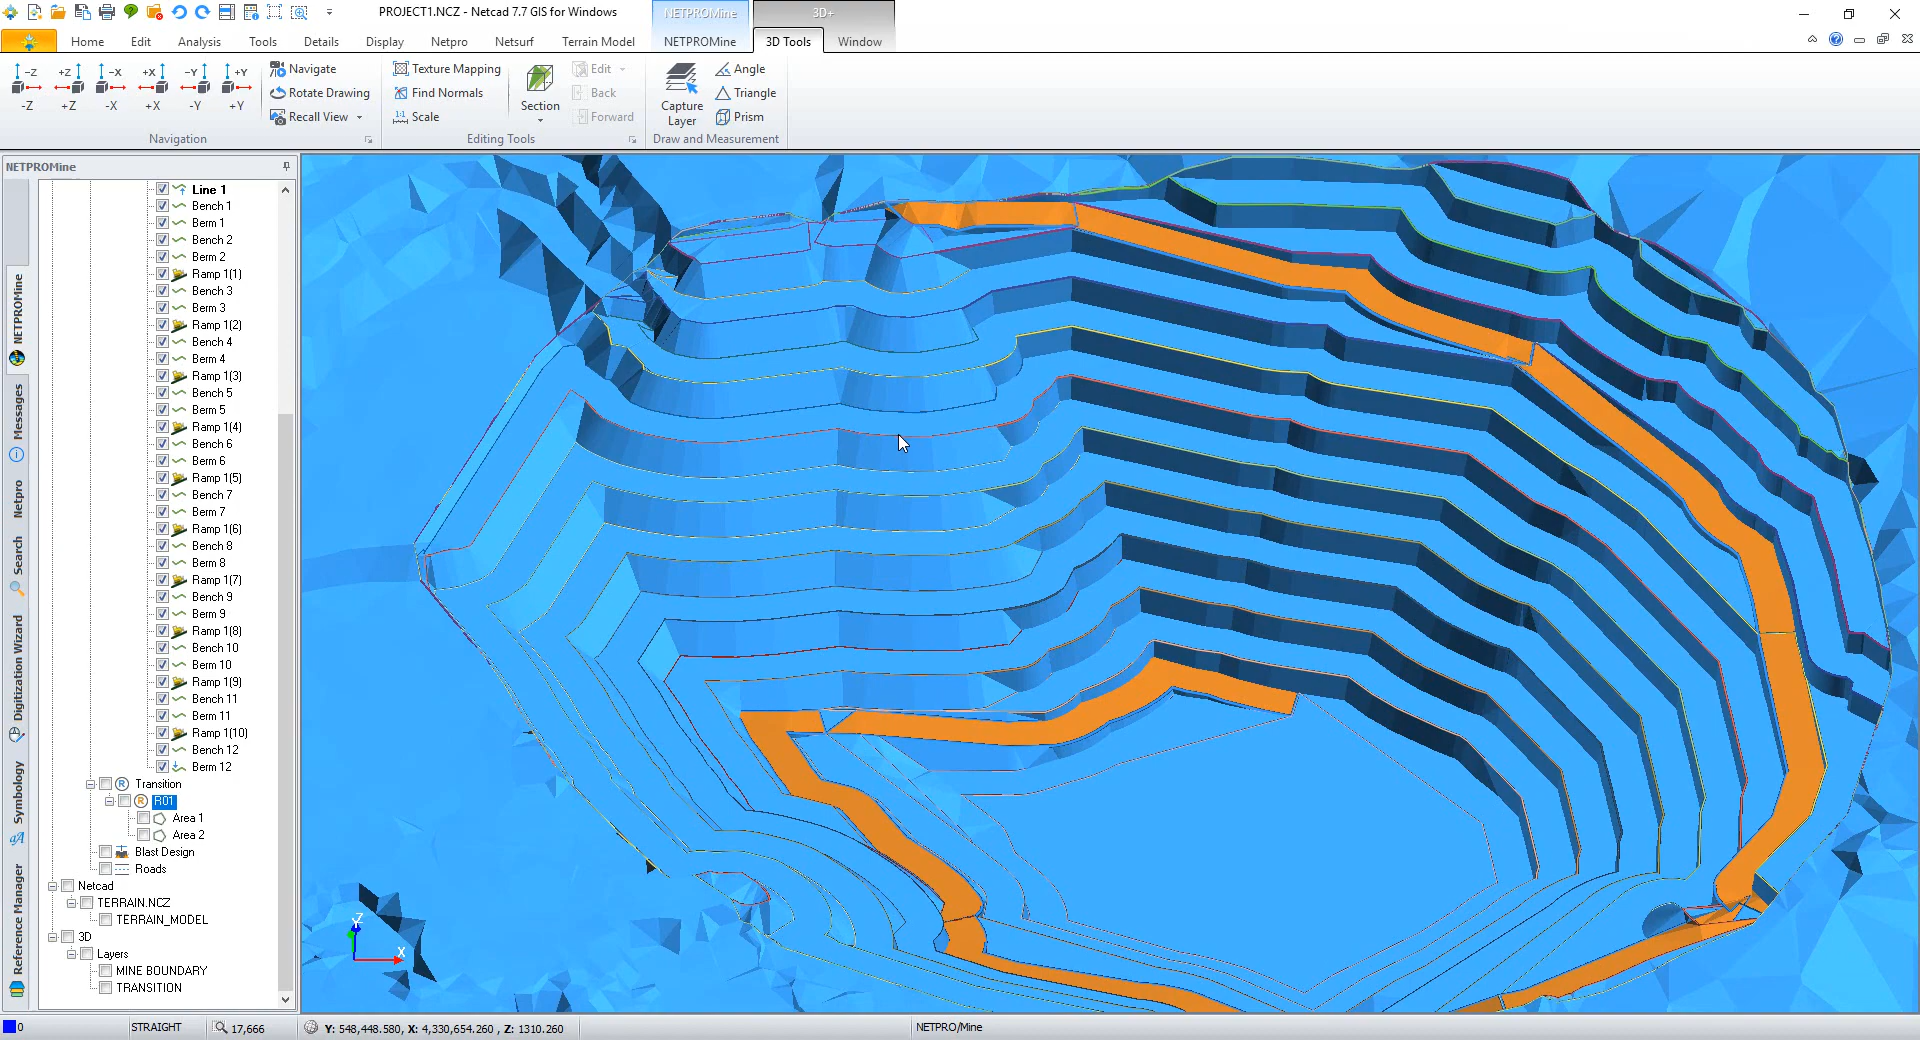 PROJECT1.NCZ - Netcad 7.7 GIS for Windows
NETPROMine
3D+
Home Edit Analysis Tools Details Display Netpro Netsurf Terrain Model NETPROMine 3D Tools Window
-Z +Z -X +X -Y +Y
-Z +Z -X +X -Y +Y
Navigate
Rotate Drawing
Recall View
Navigation
Texture Mapping
Find Normals
1:1 Scale
Section
Edit
Back
Forward
Editing Tools
Capture Layer
Angle
Triangle
Prism
Draw and Measurement
NETPROMine
NETPROMine
Messages
Netpro
Search
Digitization Wizard
Symbology
Reference Manager
Line 1
Bench 1
Berm 1
Bench 2
Berm 2
Ramp 1(1)
Bench 3
Berm 3
Ramp 1(2)
Bench 4
Berm 4
Ramp 1(3)
Bench 5
Berm 5
Ramp 1(4)
Bench 6
Berm 6
Ramp 1(5)
Bench 7
Berm 7
Ramp 1(6)
Bench 8
Berm 8
Ramp 1(7)
Bench 9
Berm 9
Ramp 1(8)
Bench 10
Berm 10
Ramp 1(9)
Bench 11
Berm 11
Ramp 1(10)
Bench 12
Berm 12
Transition
R01
Area 1
Area 2
Blast Design
Roads
Netcad
TERRAIN.NCZ
TERRAIN_MODEL
3D
Layers
MINE BOUNDARY
TRANSITION
Z
Y
X
0 STRAIGHT 17,666 Y: 548,448.580, X: 4,330,654.260 , Z: 1310.260 NETPRO/Mine